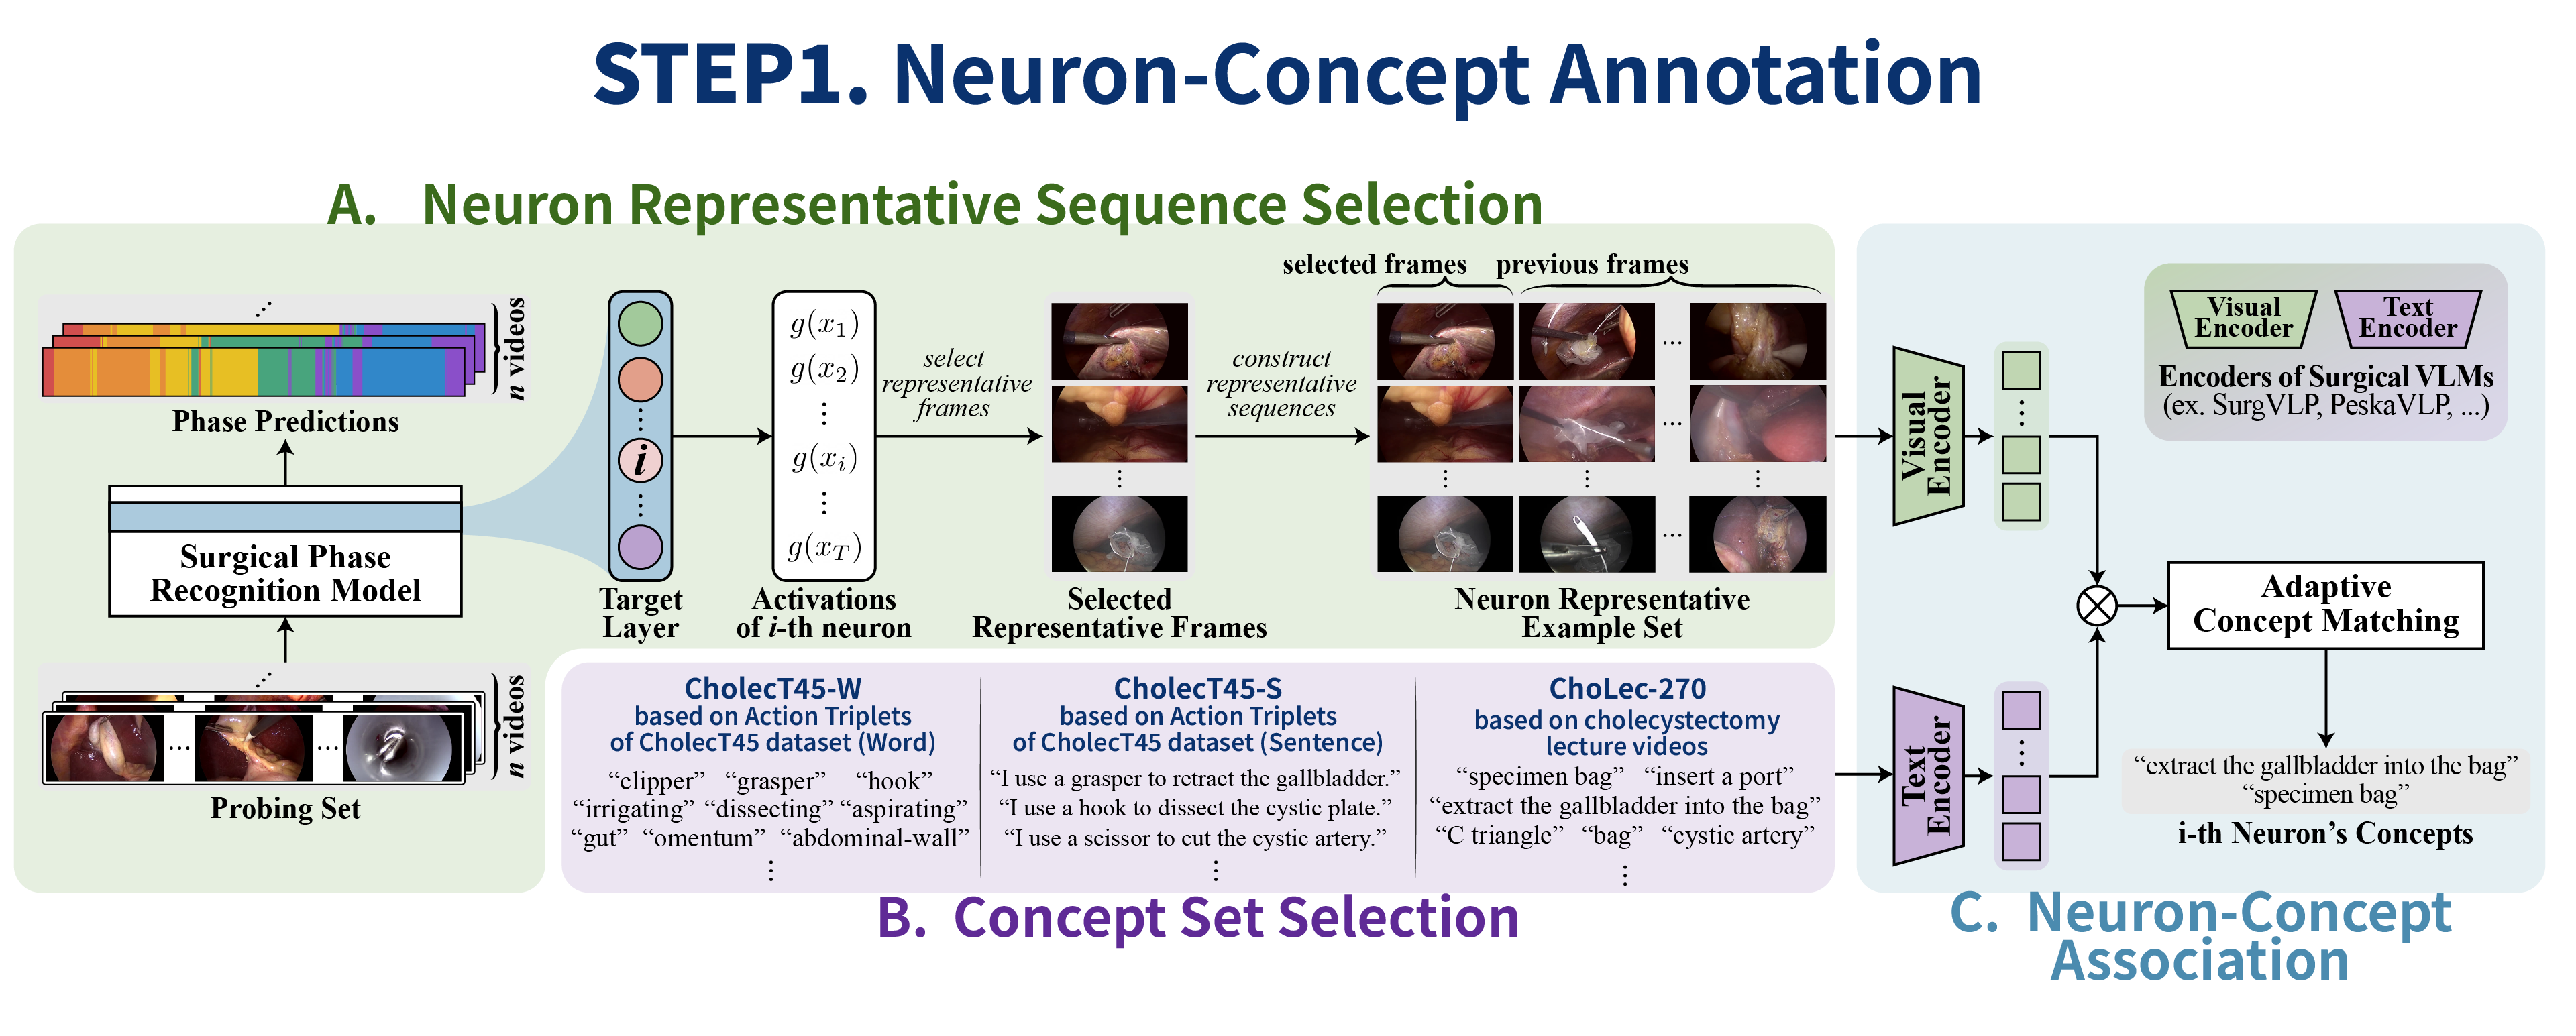 STEP1. Neuron-Concept Annotation
A. Neuron Representative Sequence Selection
n videos
Phase Predictions
Surgical Phase
Recognition Model
n videos
Probing Set
i
Target
Layer
g(x₁)
g(x₂)
⋮
g(xᵢ)
⋮
g(x_T)
Activations
of i-th neuron
select
representative
frames
Selected
Representative Frames
construct
representative
sequences
selected frames previous frames
Neuron Representative
Example Set
CholecT45-W
based on Action Triplets
of CholecT45 dataset (Word)
“clipper” “grasper” “hook”
“irrigating” “dissecting” “aspirating”
“gut” “omentum” “abdominal-wall”
⋮
CholecT45-S
based on Action Triplets
of CholecT45 dataset (Sentence)
“I use a grasper to retract the gallbladder.”
“I use a hook to dissect the cystic plate.”
“I use a scissor to cut the cystic artery.”
⋮
ChoLec-270
based on cholecystectomy
lecture videos
“specimen bag” “insert a port”
“extract the gallbladder into the bag”
“C triangle” “bag” “cystic artery”
⋮
B. Concept Set Selection
Visual
Encoder
Text
Encoder
Visual
Encoder
Text
Encoder
Encoders of Surgical VLMs
(ex. SurgVLP, PeskaVLP, ...)
Adaptive
Concept Matching
“extract the gallbladder into the bag”
“specimen bag”
i-th Neuron’s Concepts
C. Neuron-Concept
Association